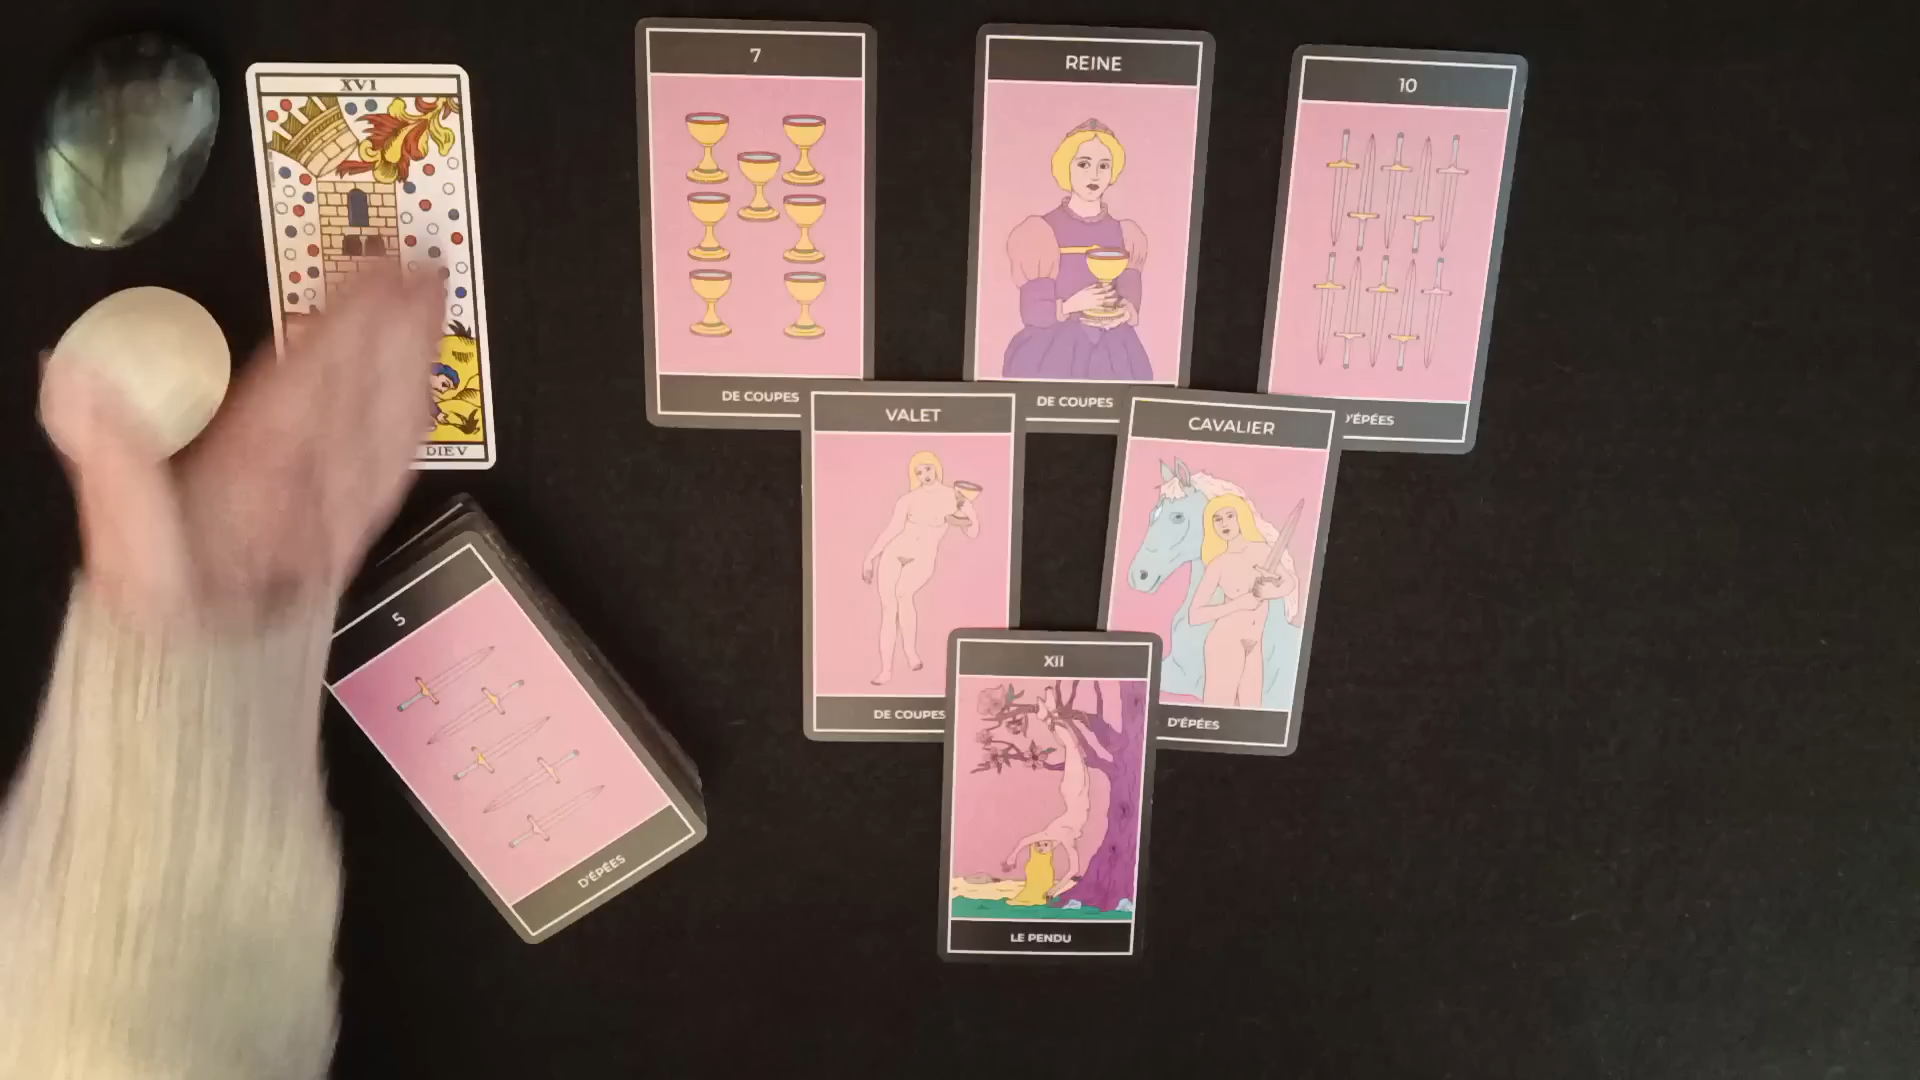 XVI
DIEV
7
DE COUPES
REINE
DE COUPES
10
D'ÉPÉES
VALET
DE COUPES
CAVALIER
D'ÉPÉES
5
D'ÉPÉES
XII
LE PENDU